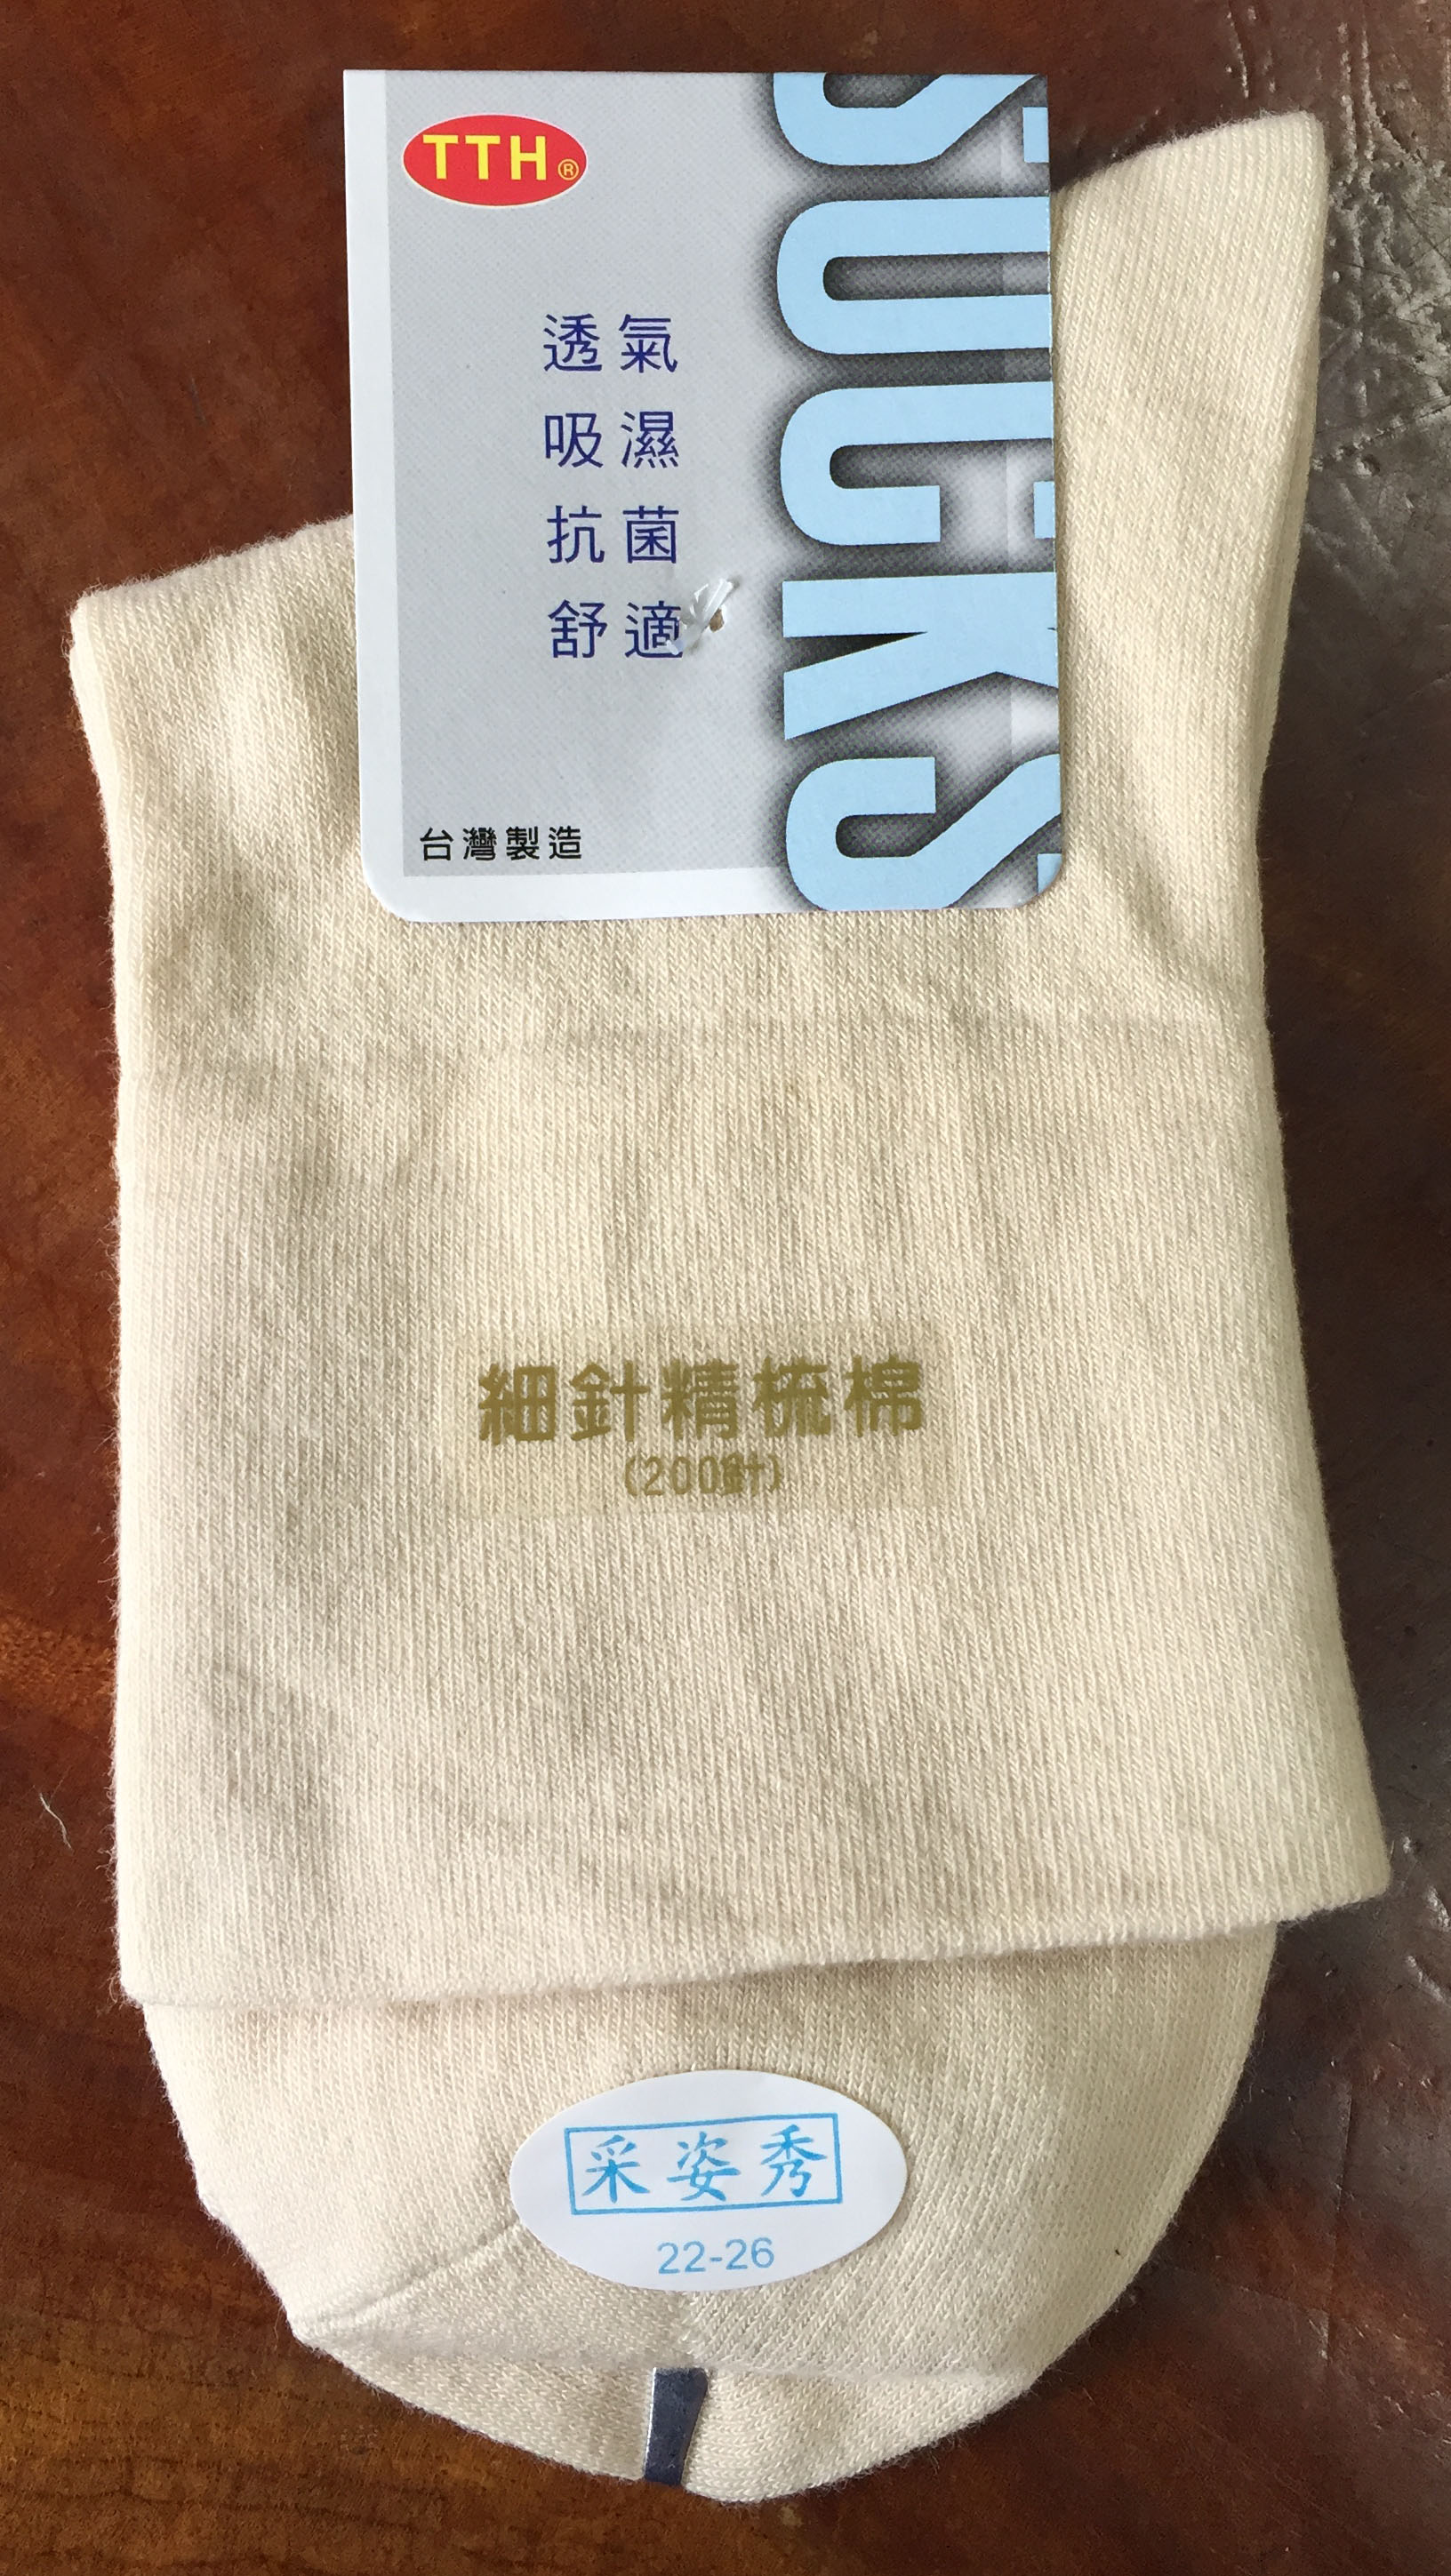 TTH®
SOCKS
透氣
吸濕
抗菌
舒適
台灣製造
細針精梳棉
(200針)
采姿秀
22-26